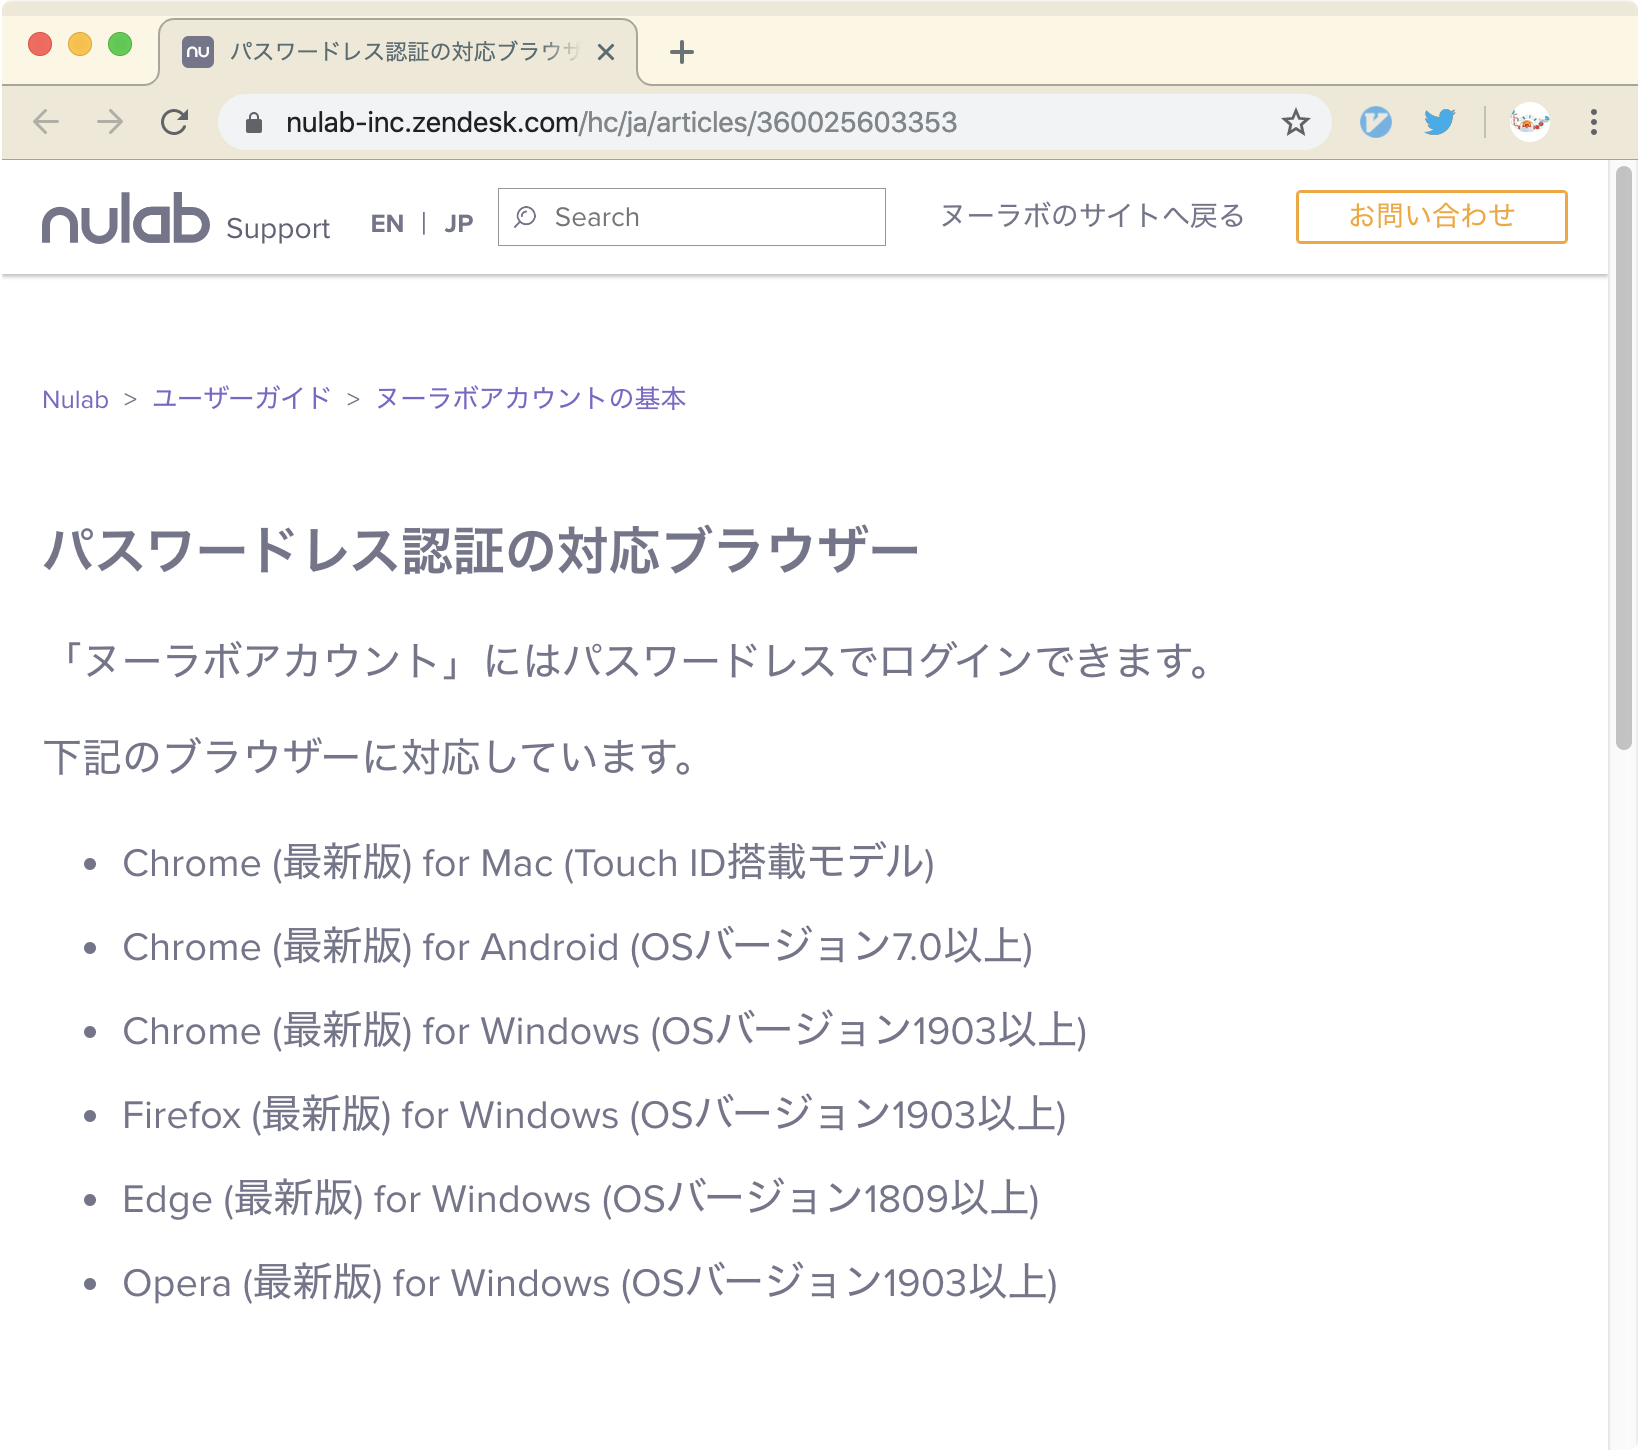 nu パスワードレス認証の対応ブラウザ
nulab-inc.zendesk.com/hc/ja/articles/360025603353
nulab Support EN | JP Search ヌーラボのサイトへ戻る お問い合わせ
Nulab > ユーザーガイド > ヌーラボアカウントの基本
パスワードレス認証の対応ブラウザー
「ヌーラボアカウント」にはパスワードレスでログインできます。
下記のブラウザーに対応しています。
• Chrome (最新版) for Mac (Touch ID搭載モデル)
• Chrome (最新版) for Android (OSバージョン7.0以上)
• Chrome (最新版) for Windows (OSバージョン1903以上)
• Firefox (最新版) for Windows (OSバージョン1903以上)
• Edge (最新版) for Windows (OSバージョン1809以上)
• Opera (最新版) for Windows (OSバージョン1903以上)